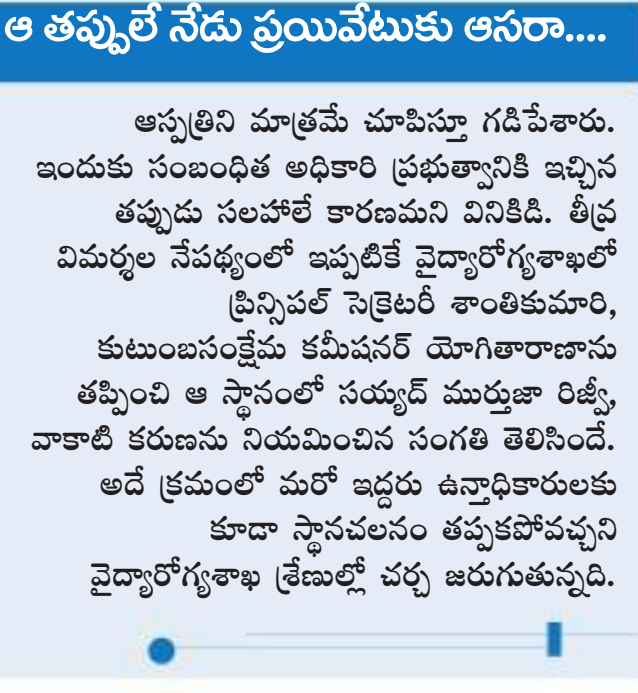 ఆ తప్పులే నేడు ప్రయివేటుకు ఆసరా....
ఆస్పత్రిని మాత్రమే చూపిస్తూ గడిపేశారు.
ఇందుకు సంబంధిత అధికారి ప్రభుత్వానికి ఇచ్చిన
తప్పుడు సలహాలే కారణమని వినికిడి. తీవ్ర
విమర్శల నేపథ్యంలో ఇప్పటికే వైద్యారోగ్యశాఖలో
ప్రిన్సిపల్ సెక్రెటరీ శాంతికుమారి,
కుటుంబసంక్షేమ కమీషనర్ యోగితారాణాను
తప్పించి ఆ స్థానంలో సయ్యద్ ముర్తుజా రిజ్వీ,
వాకాటి కరుణను నియమించిన సంగతి తెలిసిందే.
అదే క్రమంలో మరో ఇద్దరు ఉన్తాధికారులకు
కూడా స్థానచలనం తప్పకపోవచ్చని
వైద్యారోగ్యశాఖ శ్రేణుల్లో చర్చ జరుగుతున్నది.